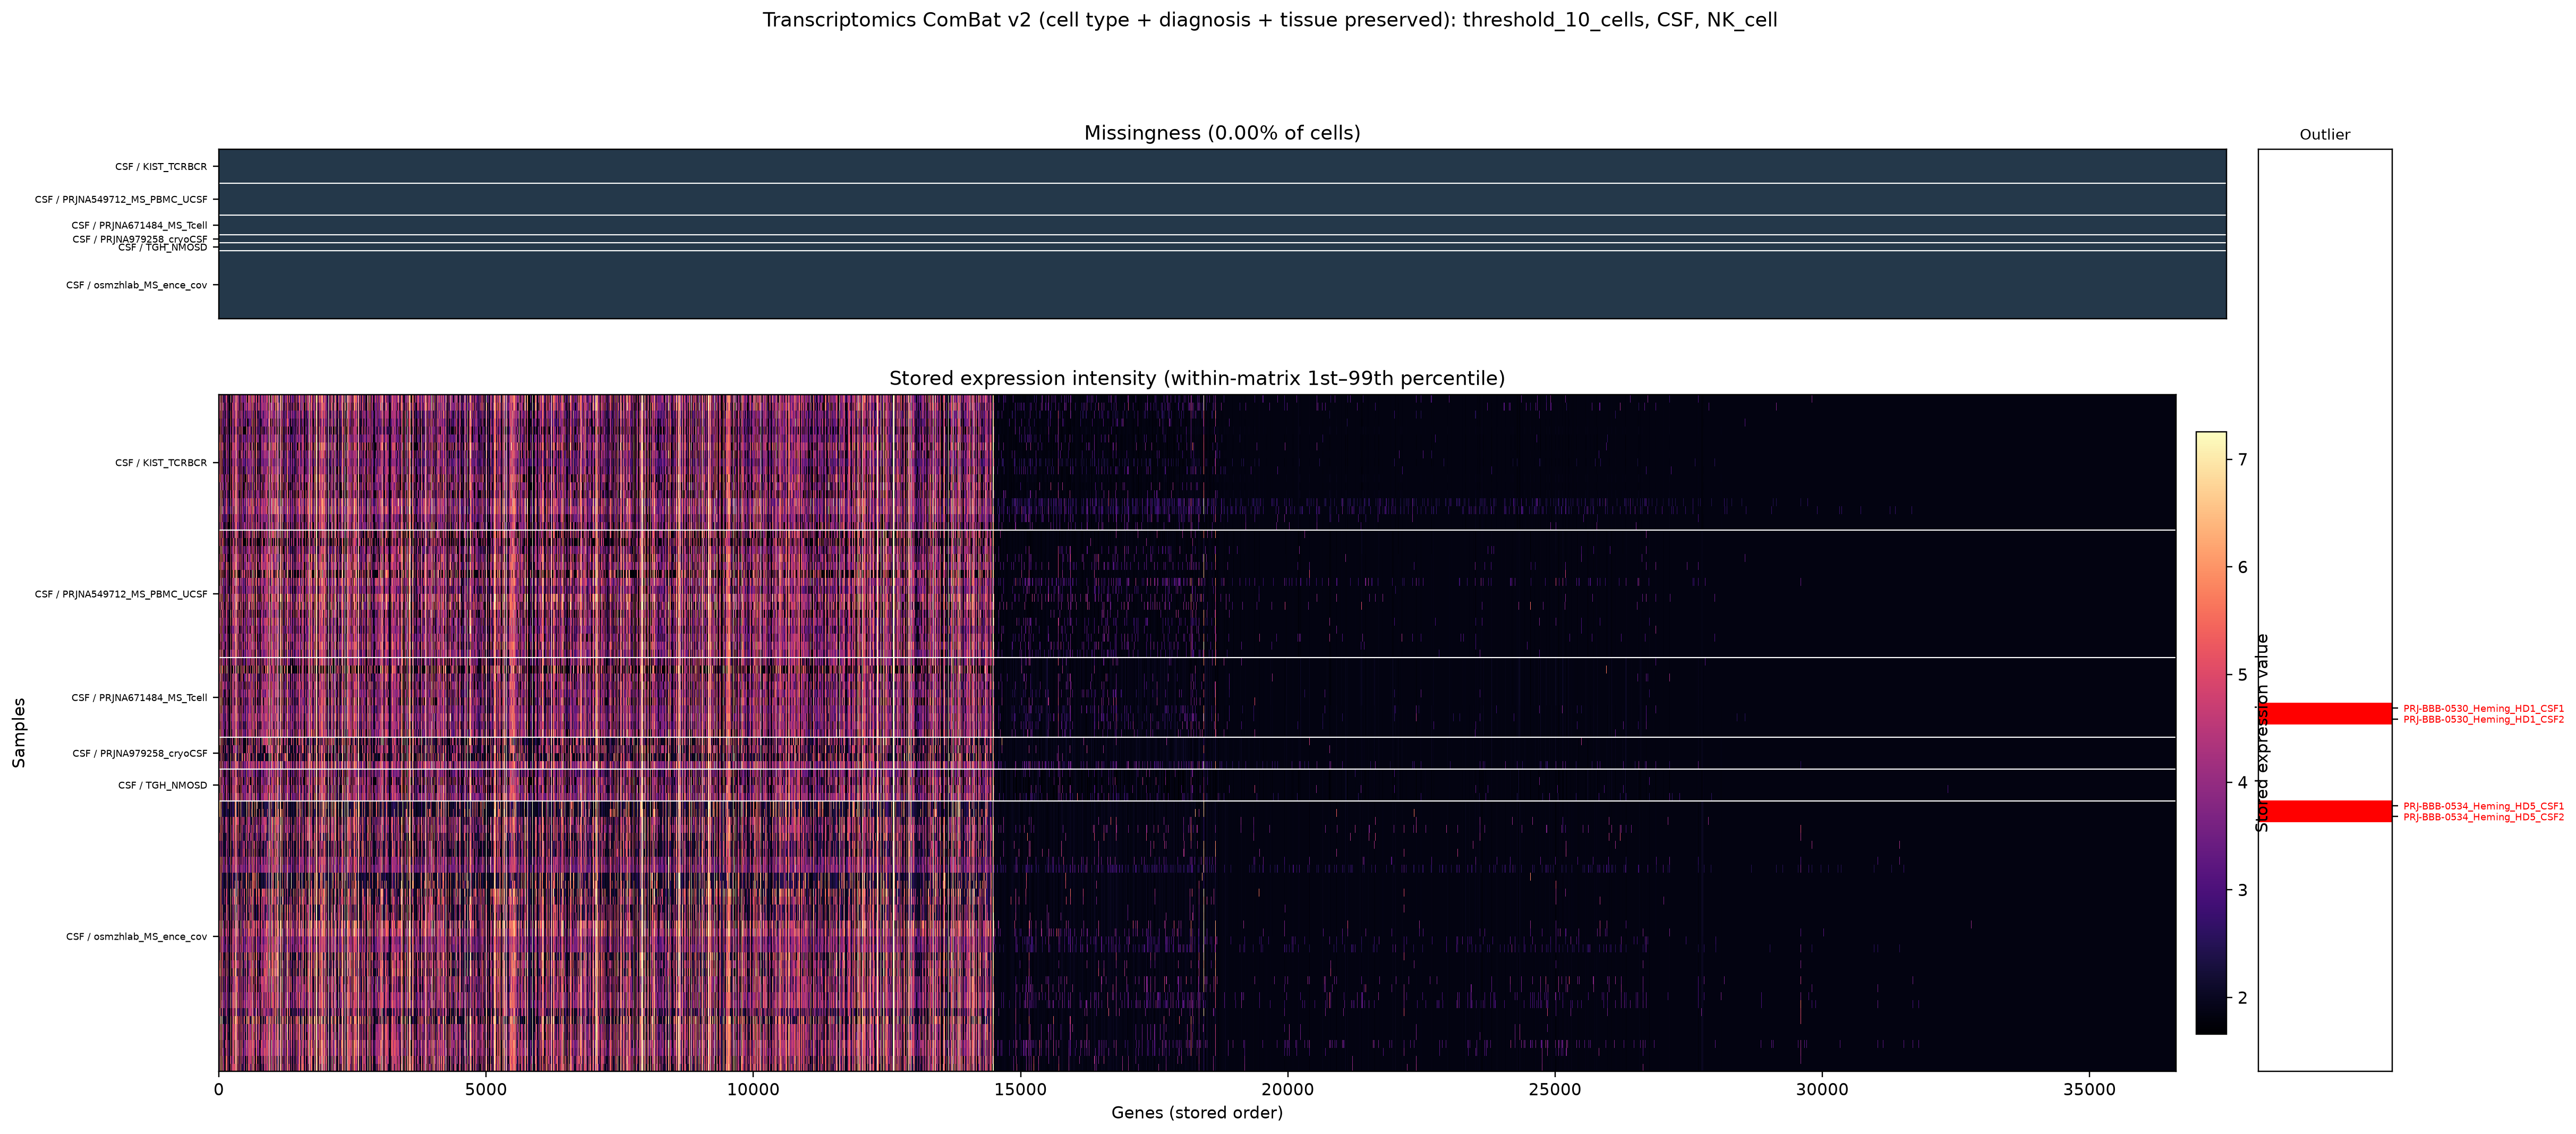 Transcriptomics ComBat v2 (cell type + diagnosis + tissue preserved): threshold_10_cells, CSF, NK_cell
Missingness (0.00% of cells)
Outlier
CSF / KIST_TCRBCR
CSF / PRJNA549712_MS_PBMC_UCSF
CSF / PRJNA671484_MS_Tcell
CSF / PRJNA979258_cryoCSF
CSF / TGH_NMOSD
CSF / osmzhlab_MS_ence_cov
Stored expression intensity (within-matrix 1st–99th percentile)
Samples
CSF / KIST_TCRBCR
CSF / PRJNA549712_MS_PBMC_UCSF
CSF / PRJNA671484_MS_Tcell
CSF / PRJNA979258_cryoCSF
CSF / TGH_NMOSD
CSF / osmzhlab_MS_ence_cov
7
6
5
4
3
2
Stored expression value
PRJ-BBB-0530_Heming_HD1_CSF1
PRJ-BBB-0530_Heming_HD1_CSF2
PRJ-BBB-0534_Heming_HD5_CSF1
PRJ-BBB-0534_Heming_HD5_CSF2
0 5000 10000 15000 20000 25000 30000 35000
Genes (stored order)